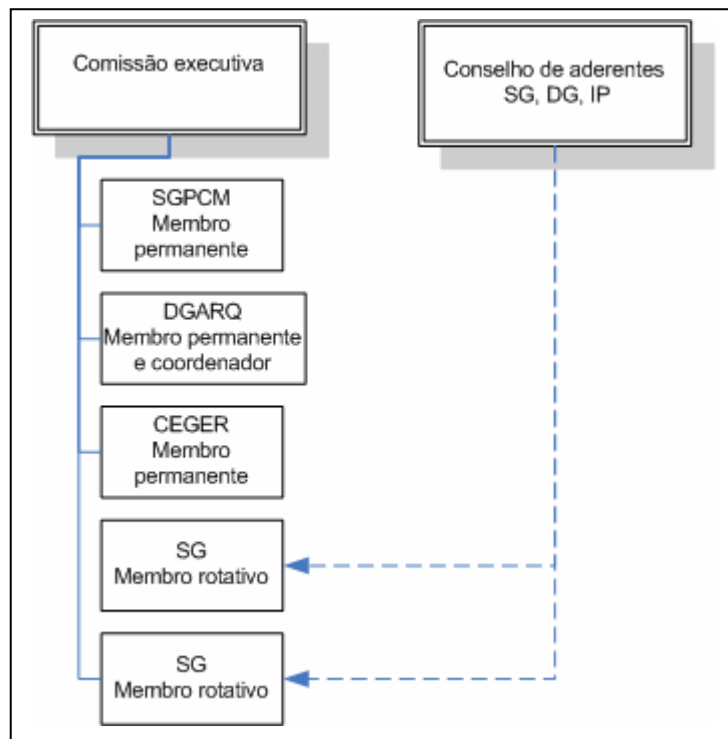 Comissão executiva
Conselho de aderentes
SG, DG, IP
SGPCM
Membro
permanente
DGARQ
Membro permanente
e coordenador
CEGER
Membro
permanente
SG
Membro rotativo
SG
Membro rotativo